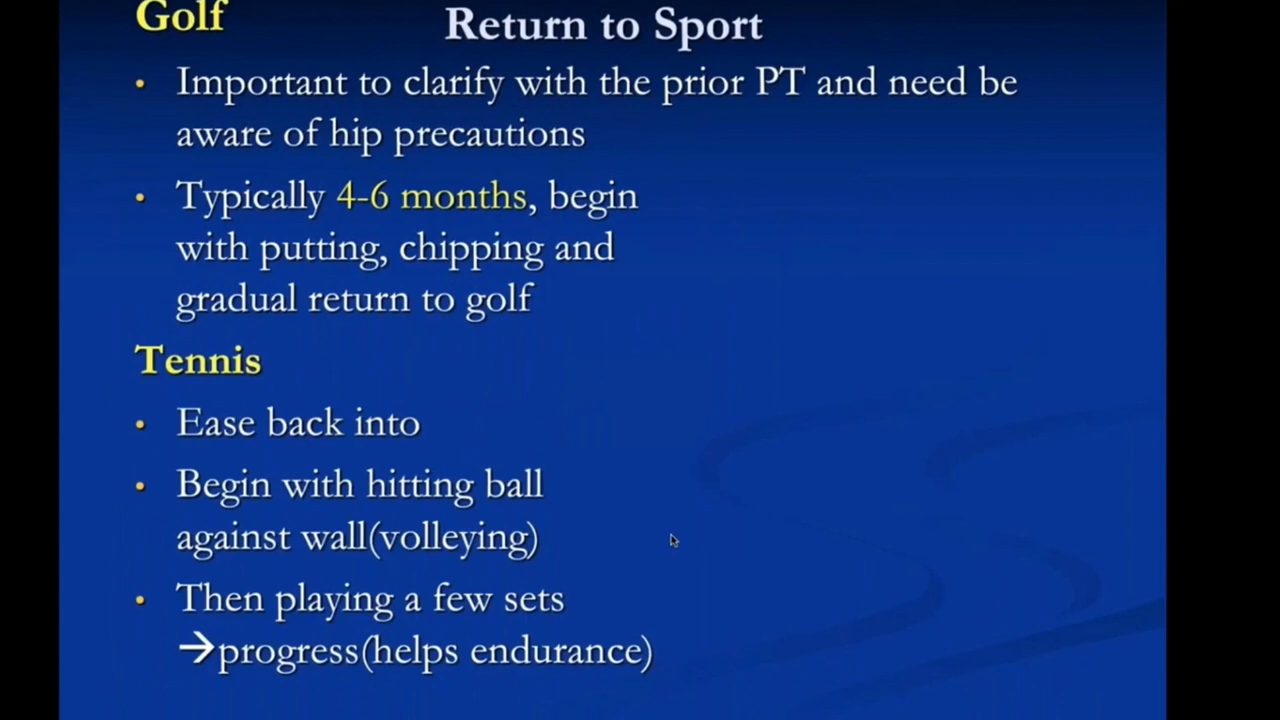 Golf
Return to Sport
• Important to clarify with the prior PT and need be
aware of hip precautions
• Typically 4-6 months, begin
with putting, chipping and
gradual return to golf
Tennis
• Ease back into
• Begin with hitting ball
against wall(volleying)
• Then playing a few sets
→progress(helps endurance)